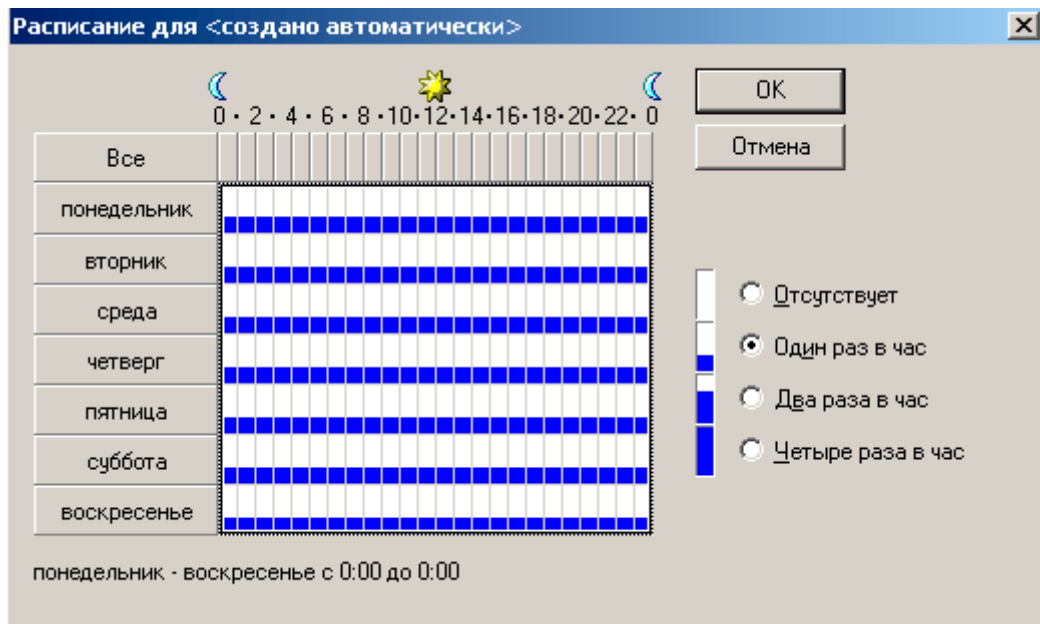 Расписание для <создано автоматически>
0 · 2 · 4 · 6 · 8 ·10·12·14·16·18·20·22· 0
OK
Отмена
Все
понедельник
вторник
среда
четверг
пятница
суббота
воскресенье
Отсутствует
Один раз в час
Два раза в час
Четыре раза в час
понедельник - воскресенье с 0:00 до 0:00